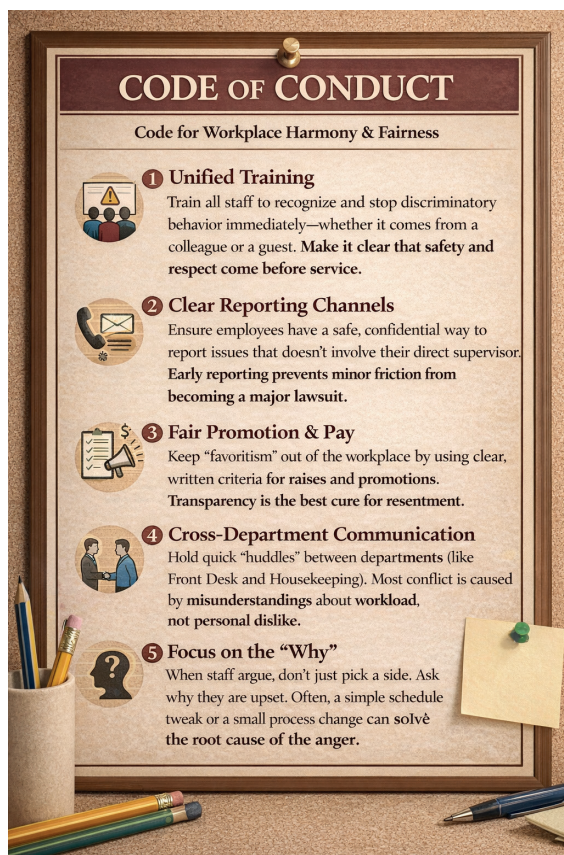 CODE OF CONDUCT
Code for Workplace Harmony & Fairness
1 Unified Training
Train all staff to recognize and stop discriminatory
behavior immediately—whether it comes from a
colleague or a guest. Make it clear that safety and
respect come before service.
2 Clear Reporting Channels
Ensure employees have a safe, confidential way to
report issues that doesn't involve their direct supervisor.
Early reporting prevents minor friction from
becoming a major lawsuit.
3 Fair Promotion & Pay
Keep “favoritism” out of the workplace by using clear,
written criteria for raises and promotions.
Transparency is the best cure for resentment.
4 Cross-Department Communication
Hold quick “huddles” between departments (like
Front Desk and Housekeeping). Most conflict is caused
by misunderstandings about workload,
not personal dislike.
5 Focus on the “Why”
When staff argue, don't just pick a side. Ask
why they are upset. Often, a simple schedule
tweak or a small process change can solvè
the root cause of the anger.